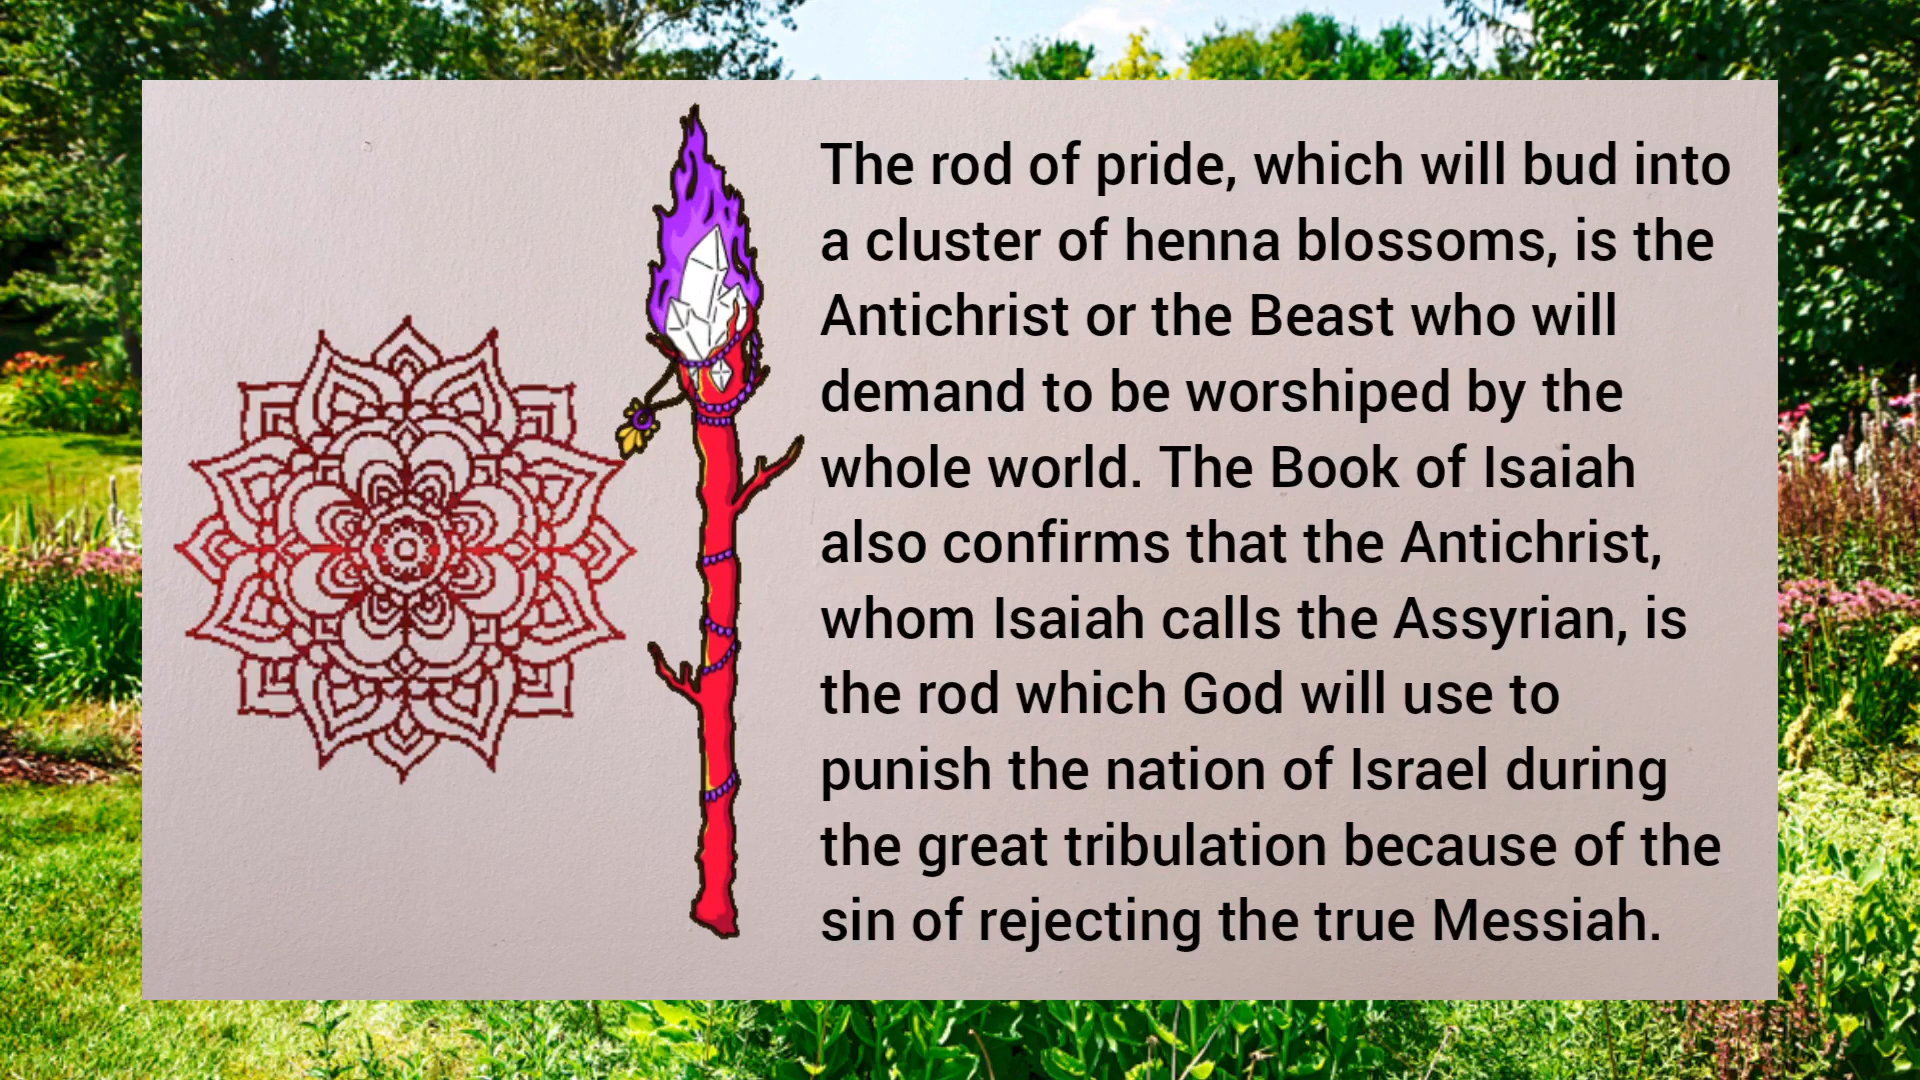 The rod of pride, which will bud into
a cluster of henna blossoms, is the
Antichrist or the Beast who will
demand to be worshiped by the
whole world. The Book of Isaiah
also confirms that the Antichrist,
whom Isaiah calls the Assyrian, is
the rod which God will use to
punish the nation of Israel during
the great tribulation because of the
sin of rejecting the true Messiah.